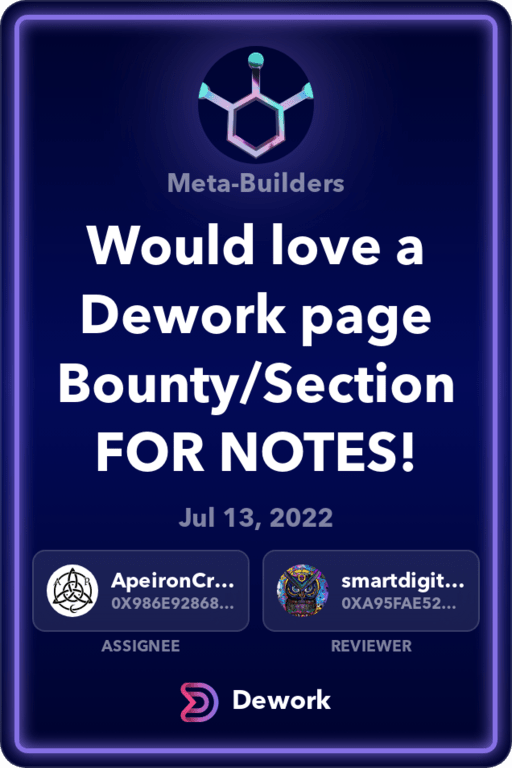 Meta-Builders
Would love a
Dework page
Bounty/Section
FOR NOTES!
Jul 13, 2022
ApeironCr...
0X986E92868...
smartdigit...
0XA95FAE52...
ASSIGNEE
REVIEWER
Dework